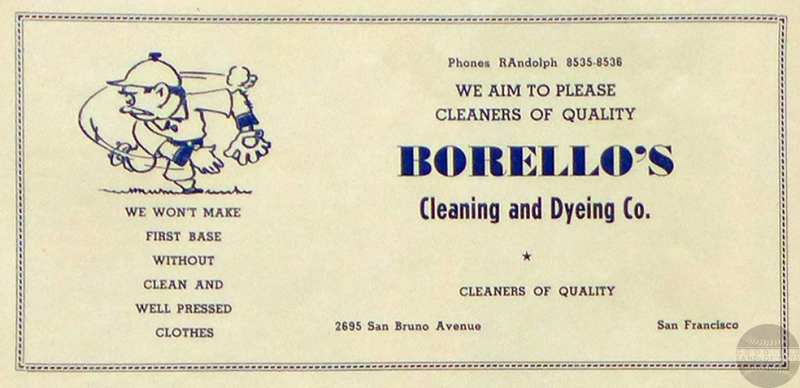 WE WON'T MAKE
FIRST BASE
WITHOUT
CLEAN AND
WELL PRESSED
CLOTHES
Phones RAndolph 8535-8536
WE AIM TO PLEASE
CLEANERS OF QUALITY
BORELLO'S
Cleaning and Dyeing Co.
CLEANERS OF QUALITY
2695 San Bruno Avenue San Francisco